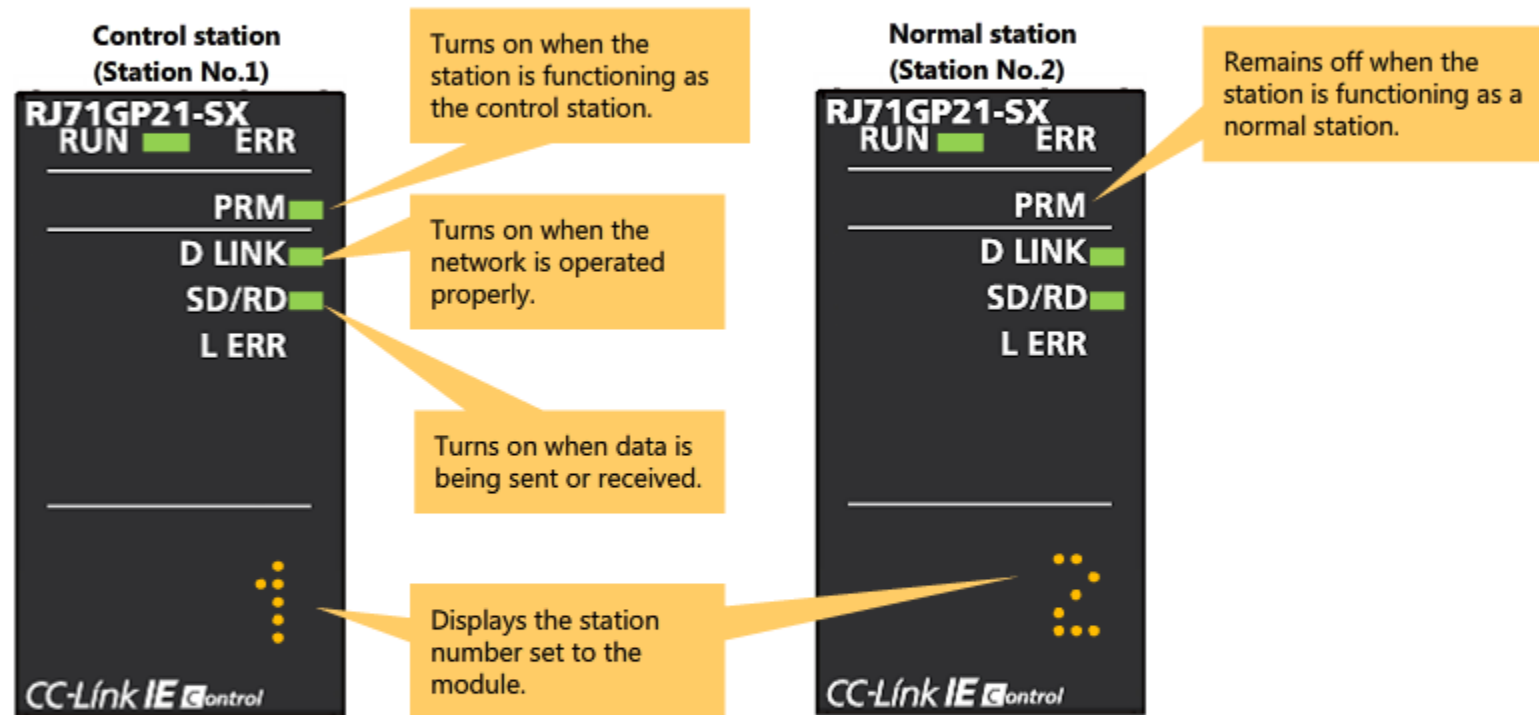 Control station
(Station No.1)
RJ71GP21-SX
RUN ERR
PRM
D LINK
SD/RD
L ERR
1
CC-Línk IE Control
Turns on when the
station is functioning as
the control station.
Turns on when the
network is operated
properly.
Turns on when data is
being sent or received.
Displays the station
number set to the
module.
Normal station
(Station No.2)
RJ71GP21-SX
RUN ERR
PRM
D LINK
SD/RD
L ERR
2
CC-Línk IE Control
Remains off when the
station is functioning as a
normal station.